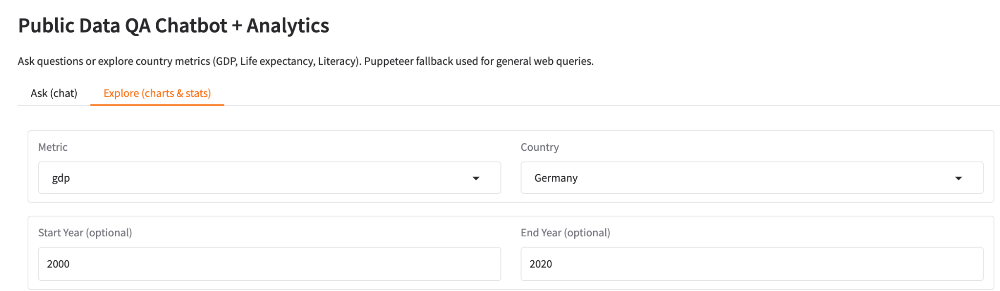 Public Data QA Chatbot + Analytics
Ask questions or explore country metrics (GDP, Life expectancy, Literacy). Puppeteer fallback used for general web queries.
Ask (chat) Explore (charts & stats)
Metric Country
gdp Germany
Start Year (optional) End Year (optional)
2000 2020